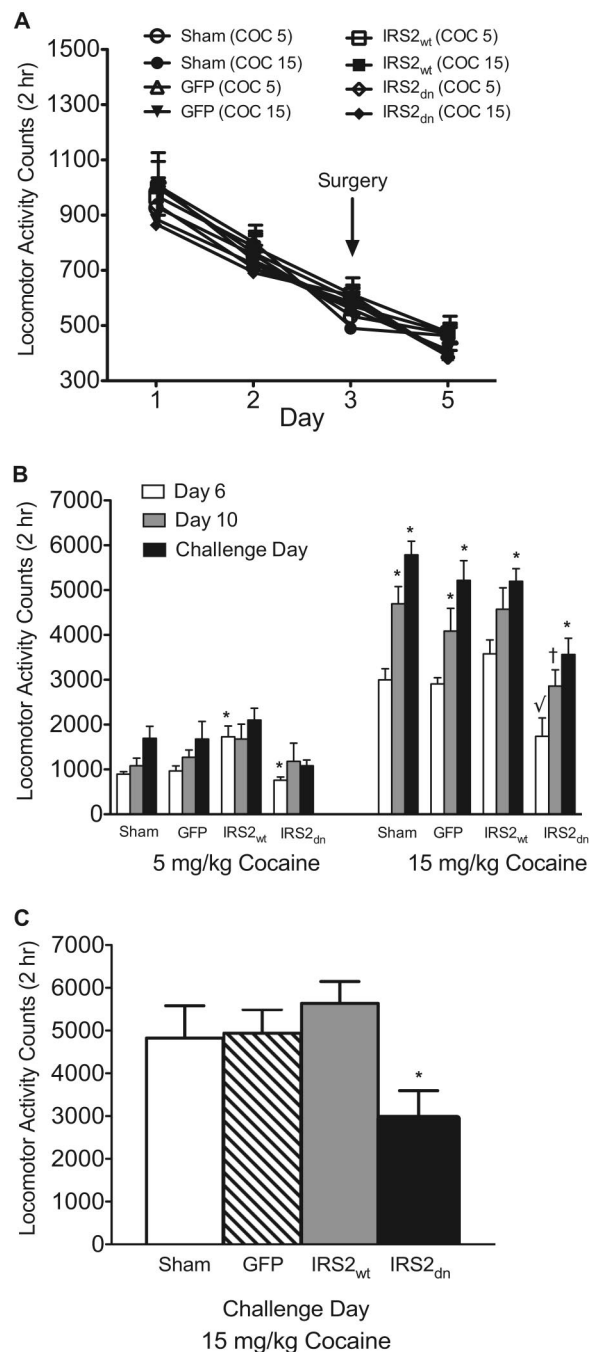 A
Locomotor Activity Counts (2 hr)
1500
1300
1100
900
700
500
300
Sham (COC 5)
Sham (COC 15)
GFP (COC 5)
GFP (COC 15)
IRS2wt (COC 5)
IRS2wt (COC 15)
IRS2dn (COC 5)
IRS2dn (COC 15)
Surgery
1 2 3 5
Day
B
Locomotor Activity Counts (2 hr)
7000
6000
5000
4000
3000
2000
1000
0
Day 6
Day 10
Challenge Day
* * * * * * * √ † *
Sham GFP IRS2wt IRS2dn Sham GFP IRS2wt IRS2dn
5 mg/kg Cocaine 15 mg/kg Cocaine
C
Locomotor Activity Counts (2 hr)
7000
6000
5000
4000
3000
2000
1000
0
*
Sham GFP IRS2wt IRS2dn
Challenge Day
15 mg/kg Cocaine